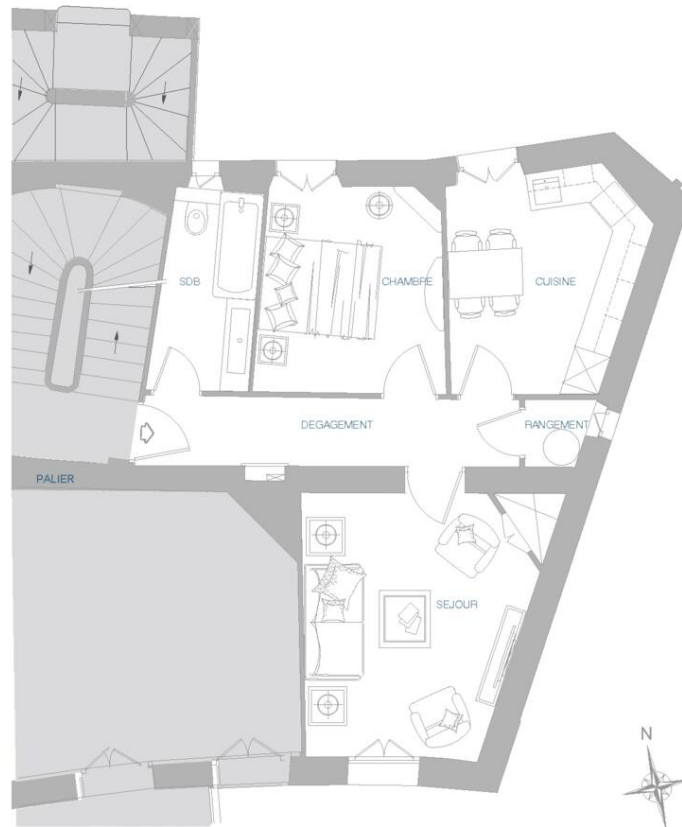 SDB
CHAMBRE
CUISINE
DEGAGEMENT
RANGEMENT
PALIER
SEJOUR
N